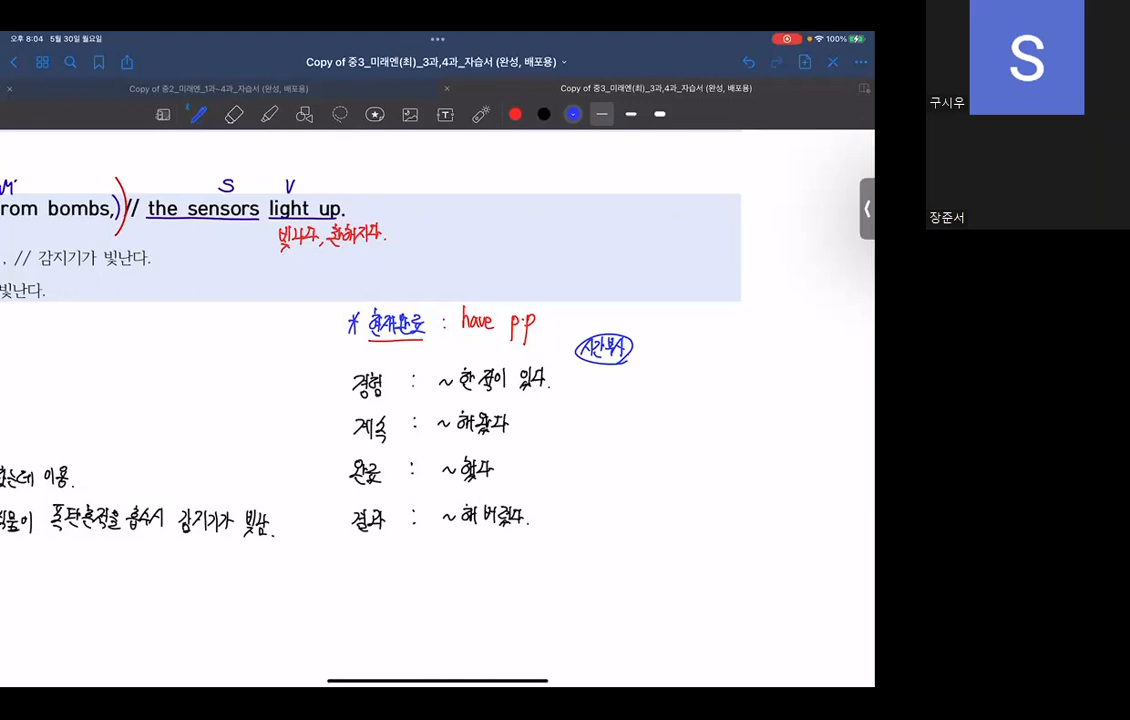 오후 8:04 5월 30일 월요일
100%
Copy of 중3_미래엔(최)_3과,4과_자습서 (완성, 배포용)
Copy of 중2_미래엔_1과~4과_자습서 (완성, 배포용)
Copy of 중3_미래엔(최)_3과,4과_자습서 (완성, 배포용)
S
구시우
장준서
M
S V
rom bombs,) // the sensors light up.
빛나다, 환해지다.
, // 감지기가 빛난다.
빛난다.
* 현재완료 : have p.p
시간부사
경험 : ~ 한 적이 있다.
계속 : ~ 해왔다
완료 : ~ 했다
결과 : ~ 해 버렸다.
했는데 이용.
식물이 폭탄흔적을 흡수시 감지기가 빛남.